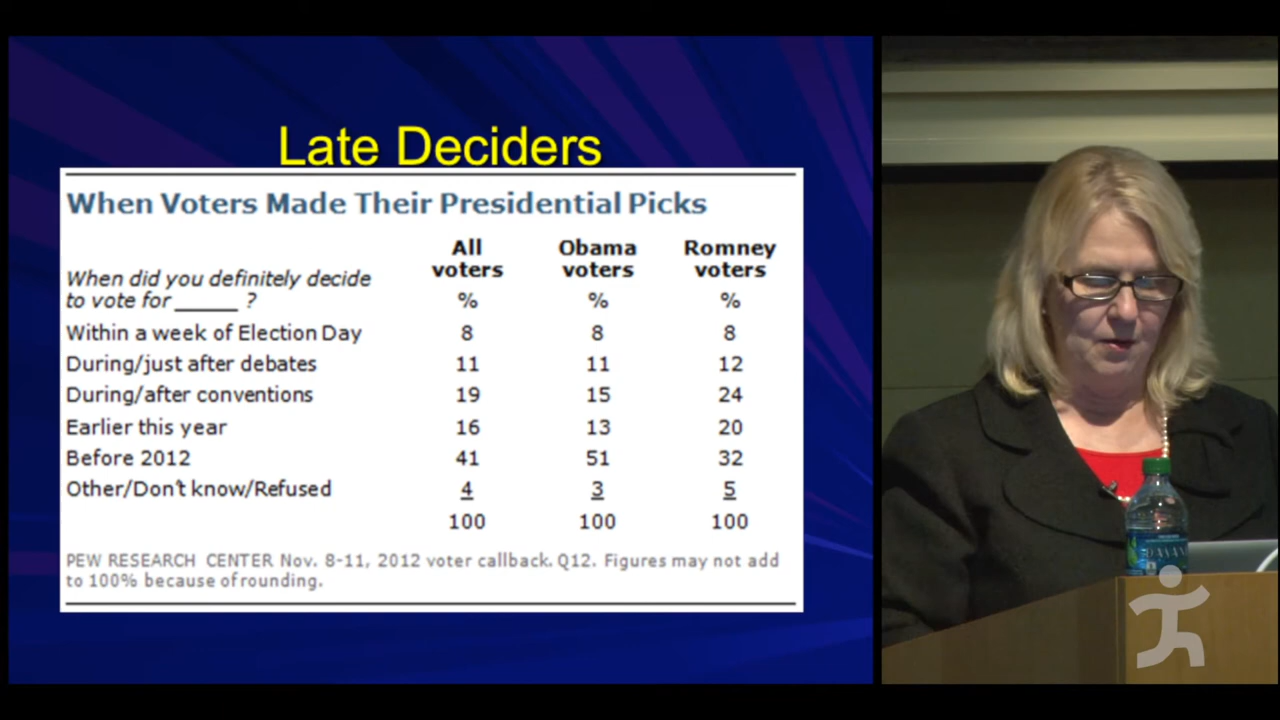 Late Deciders
When Voters Made Their Presidential Picks
All Obama Romney
voters voters voters
When did you definitely decide
to vote for _____ ? % % %
Within a week of Election Day 8 8 8
During/just after debates 11 11 12
During/after conventions 19 15 24
Earlier this year 16 13 20
Before 2012 41 51 32
Other/Don't know/Refused 4 3 5
100 100 100
PEW RESEARCH CENTER Nov. 8-11, 2012 voter callback. Q12. Figures may not add
to 100% because of rounding.
DASANI